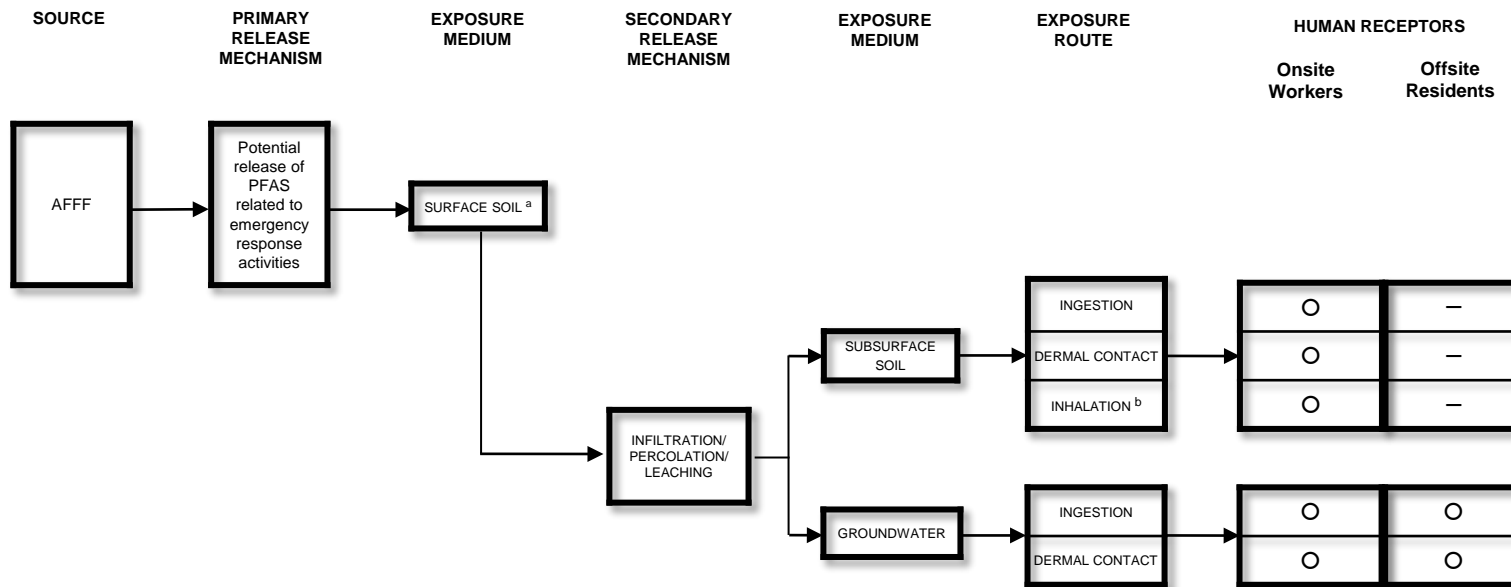 SOURCE
PRIMARY
RELEASE
MECHANISM
EXPOSURE
MEDIUM
SECONDARY
RELEASE
MECHANISM
EXPOSURE
MEDIUM
EXPOSURE
ROUTE
HUMAN RECEPTORS
Onsite
Workers
Offsite
Residents
AFFF
Potential
release of
PFAS
related to
emergency
response
activities
SURFACE SOIL a
INFILTRATION/
PERCOLATION/
LEACHING
SUBSURFACE
SOIL
INGESTION
DERMAL CONTACT
INHALATION b
GROUNDWATER
INGESTION
DERMAL CONTACT